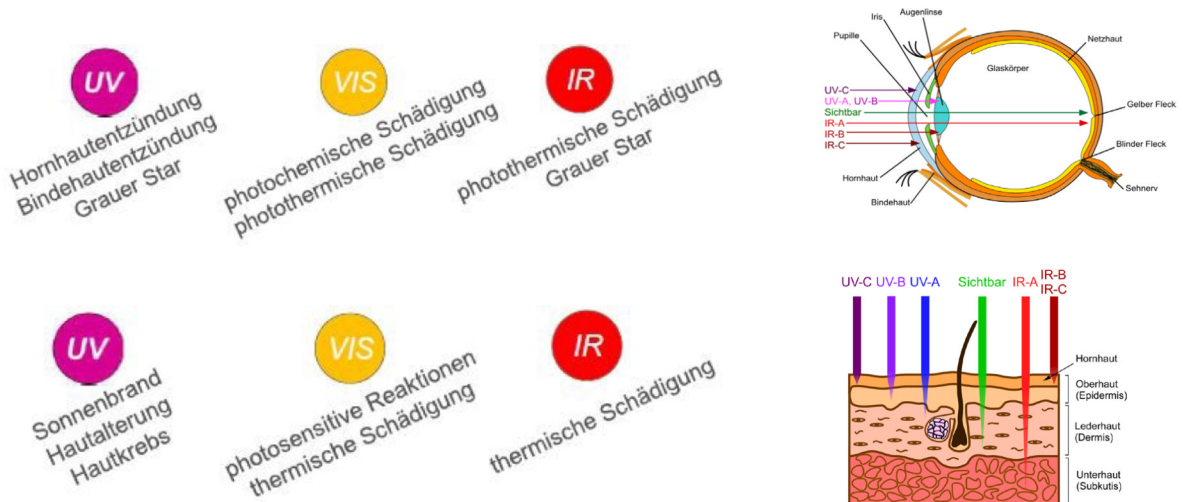 UV
Hornhautentzündung
Bindehautentzündung
Grauer Star
VIS
photochemische Schädigung
photothermische Schädigung
IR
photothermische Schädigung
Grauer Star
Augenlinse
Iris
Pupille
Netzhaut
Glaskörper
UV-C
UV-A, UV-B
Sichtbar
IR-A
IR-B
IR-C
Gelber Fleck
Blinder Fleck
Hornhaut
Sehnerv
Bindehaut
UV
Sonnenbrand
Hautalterung
Hautkrebs
VIS
photosensitive Reaktionen
thermische Schädigung
IR
thermische Schädigung
UV-C UV-B UV-A Sichtbar IR-A IR-B
IR-C
Hornhaut
Oberhaut
(Epidermis)
Lederhaut
(Dermis)
Unterhaut
(Subkutis)